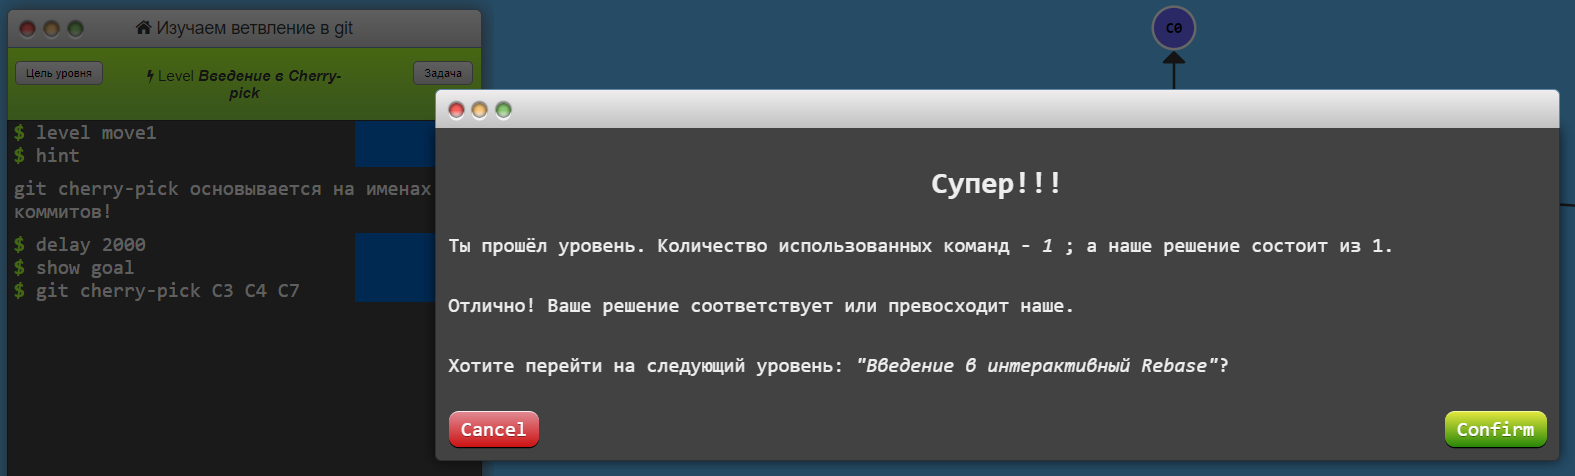 Изучаем ветвление в git
Цель уровня
Level Введение в Cherry-
pick
Задача
$ level move1
$ hint
git cherry-pick основывается на именах
коммитов!
$ delay 2000
$ show goal
$ git cherry-pick C3 C4 C7
C0
Супер!!!
Ты прошёл уровень. Количество использованных команд - 1 ; а наше решение состоит из 1.
Отлично! Ваше решение соответствует или превосходит наше.
Хотите перейти на следующий уровень: "Введение в интерактивный Rebase"?
Cancel
Confirm